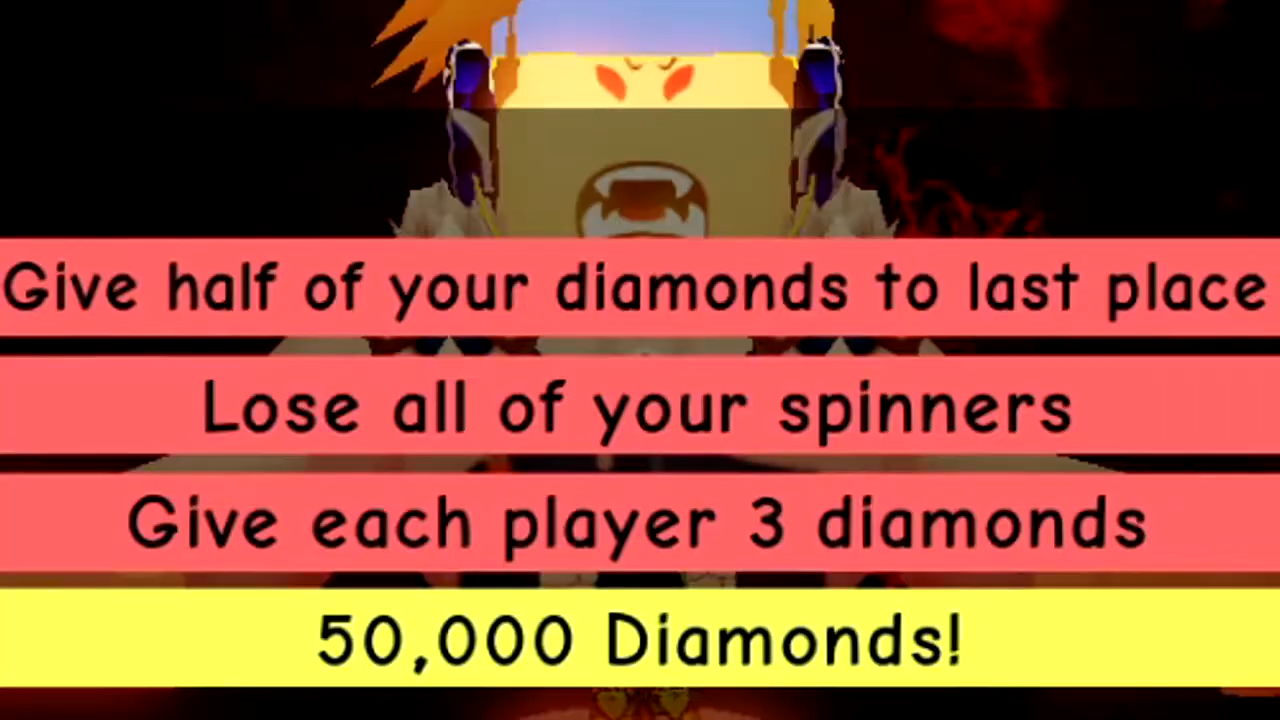 Give half of your diamonds to last place
Lose all of your spinners
Give each player 3 diamonds
50,000 Diamonds!